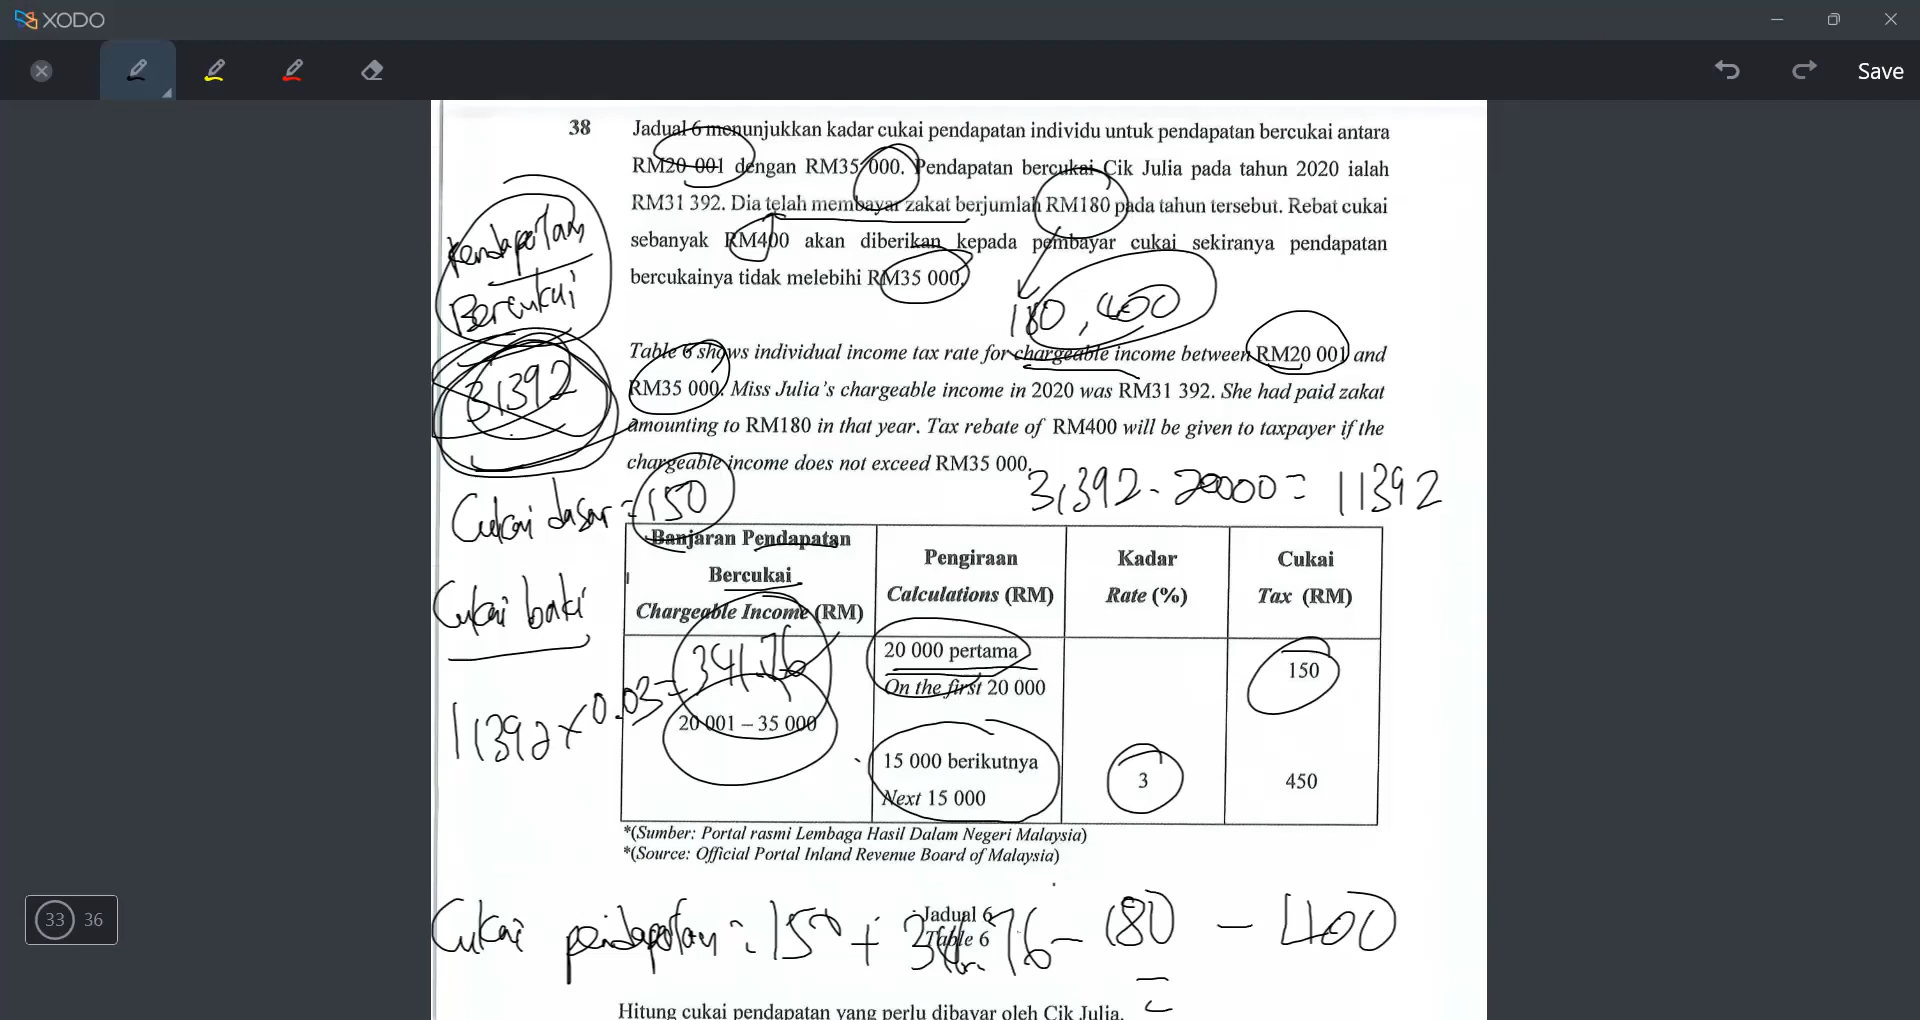 XODO
Save
38 Jadual 6 menunjukkan kadar cukai pendapatan individu untuk pendapatan bercukai antara
RM20 001 dengan RM35 000. Pendapatan bercukai Cik Julia pada tahun 2020 ialah
RM31 392. Dia telah membayar zakat berjumlah RM180 pada tahun tersebut. Rebat cukai
sebanyak RM400 akan diberikan kepada pembayar cukai sekiranya pendapatan
bercukainya tidak melebihi RM35 000.
Pendapatan
Bercukai
31392
180, 400
Table 6 shows individual income tax rate for chargeable income between RM20 001 and
RM35 000. Miss Julia's chargeable income in 2020 was RM31 392. She had paid zakat
amounting to RM180 in that year. Tax rebate of RM400 will be given to taxpayer if the
chargeable income does not exceed RM35 000.
31392 - 20000 = 11392
Cukai dasar = 150
Cukai baki
11392 × 0.03 = 341.76
Banjaran Pendapatan
Bercukai
Chargeable Income (RM)
Pengiraan
Calculations (RM)
Kadar
Rate (%)
Cukai
Tax (RM)
20 001 – 35 000
20 000 pertama
On the first 20 000
150
15 000 berikutnya
Next 15 000
3
450
*(Sumber: Portal rasmi Lembaga Hasil Dalam Negeri Malaysia)
*(Source: Official Portal Inland Revenue Board of Malaysia)
Jadual 6
Table 6
Cukai pendapatan = 150 + 341.76 - 180 - 400
=
33 36
Hitung cukai pendapatan yang perlu dibayar oleh Cik Julia.